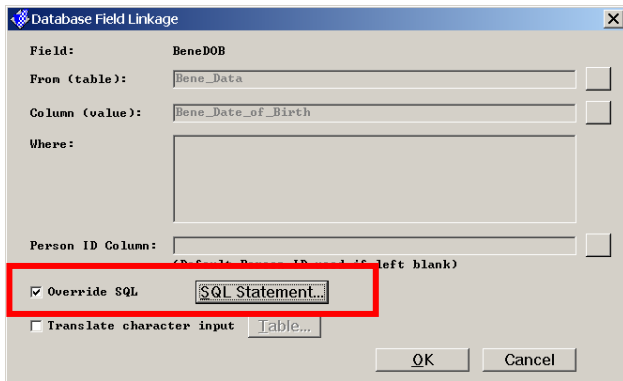 Database Field Linkage
Field: BeneDOB
From (table): Bene_Data
Column (value): Bene_Date_of_Birth
Where:
Person ID Column:
(Default Person ID used if left blank)
Override SQL SQL Statement...
Translate character input Table...
OK Cancel